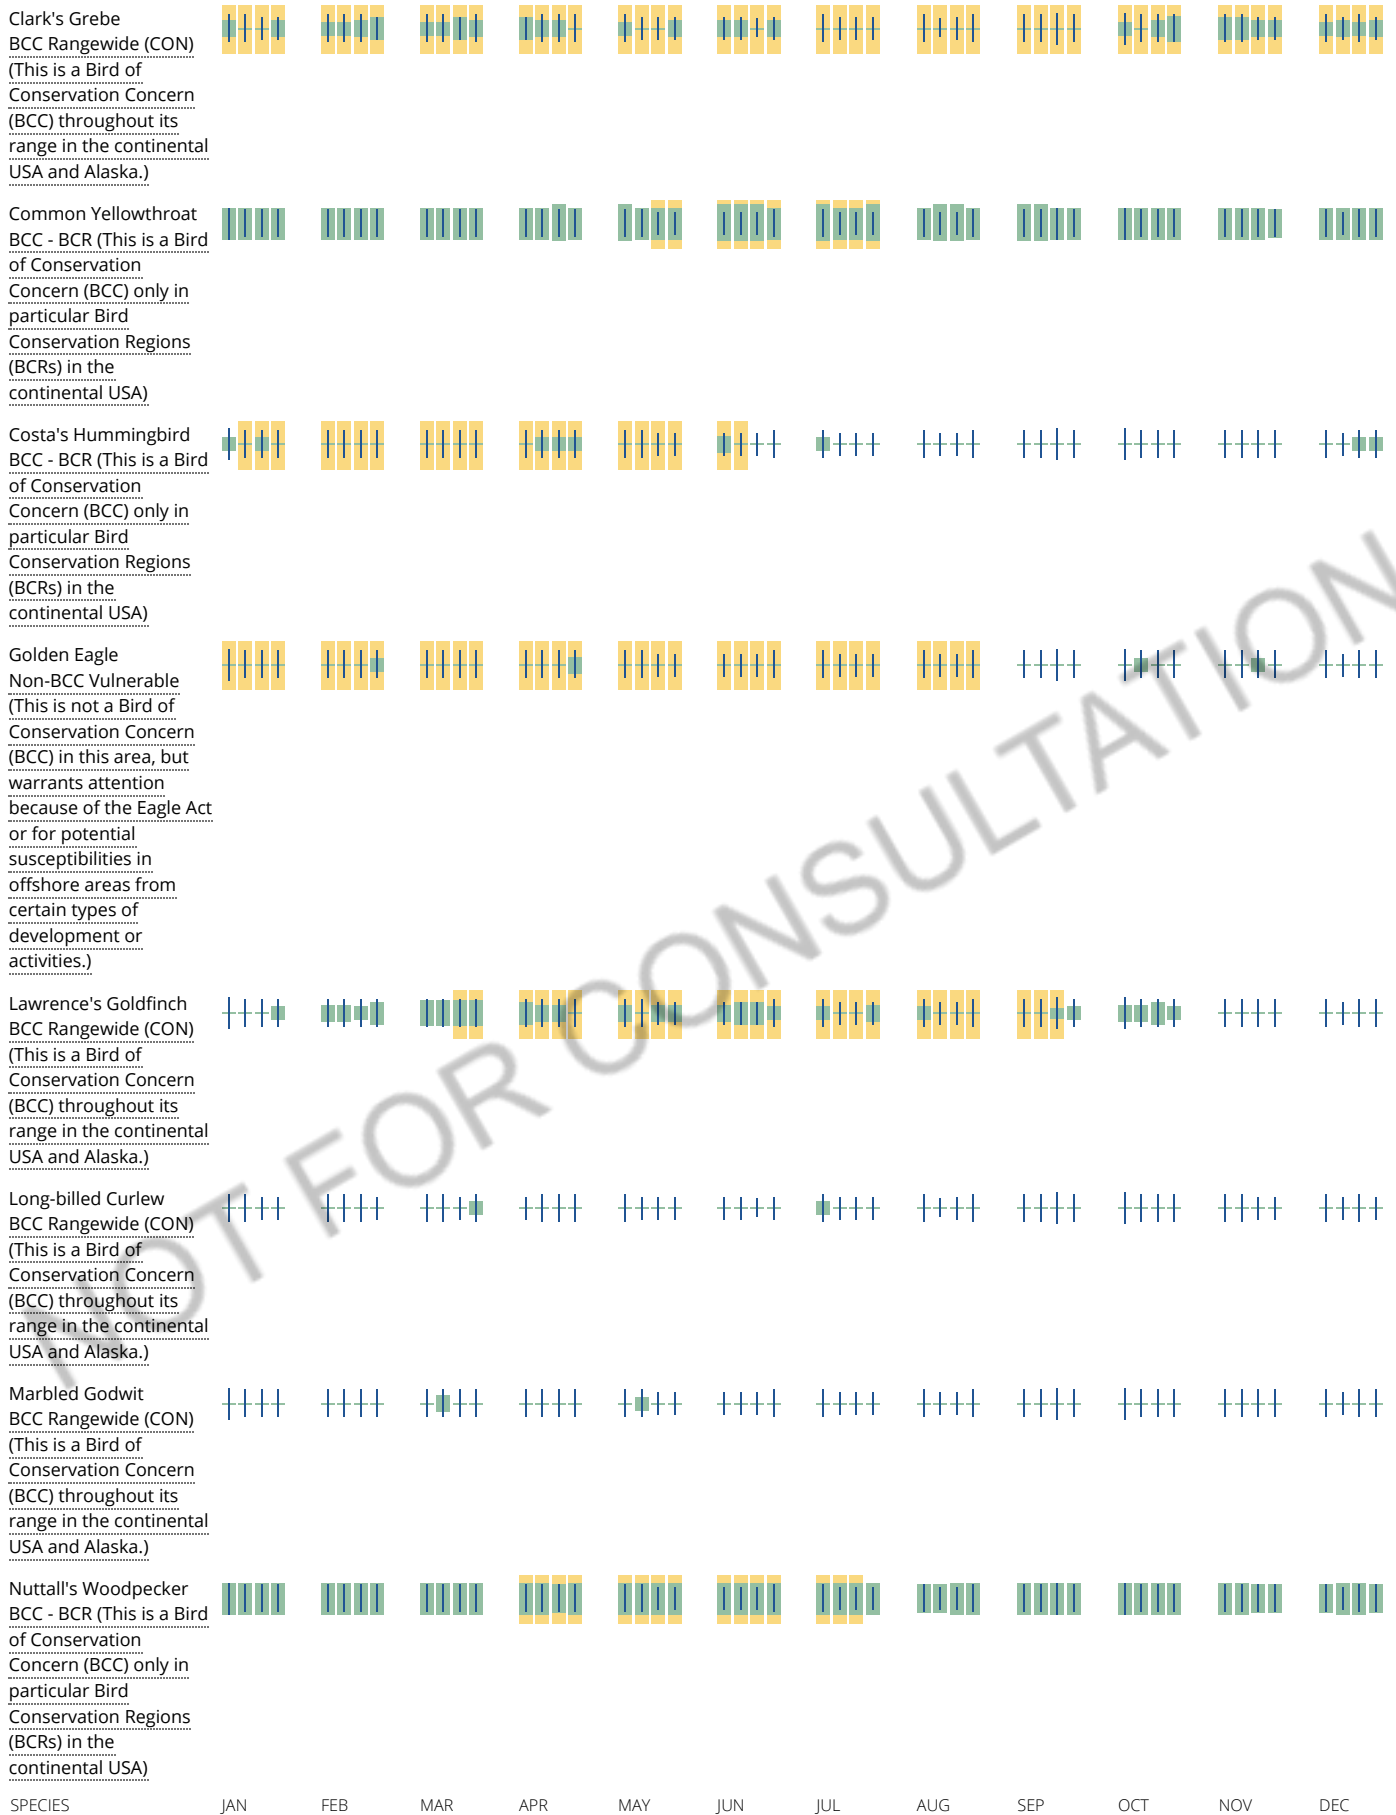 Clark's Grebe
BCC Rangewide (CON)
(This is a Bird of
Conservation Concern
(BCC) throughout its
range in the continental
USA and Alaska.)
Common Yellowthroat
BCC - BCR (This is a Bird
of Conservation
Concern (BCC) only in
particular Bird
Conservation Regions
(BCRs) in the
continental USA)
Costa's Hummingbird
BCC - BCR (This is a Bird
of Conservation
Concern (BCC) only in
particular Bird
Conservation Regions
(BCRs) in the
continental USA)
Golden Eagle
Non-BCC Vulnerable
(This is not a Bird of
Conservation Concern
(BCC) in this area, but
warrants attention
because of the Eagle Act
or for potential
susceptibilities in
offshore areas from
certain types of
development or
activities.)
Lawrence's Goldfinch
BCC Rangewide (CON)
(This is a Bird of
Conservation Concern
(BCC) throughout its
range in the continental
USA and Alaska.)
Long-billed Curlew
BCC Rangewide (CON)
(This is a Bird of
Conservation Concern
(BCC) throughout its
range in the continental
USA and Alaska.)
Marbled Godwit
BCC Rangewide (CON)
(This is a Bird of
Conservation Concern
(BCC) throughout its
range in the continental
USA and Alaska.)
Nuttall's Woodpecker
BCC - BCR (This is a Bird
of Conservation
Concern (BCC) only in
particular Bird
Conservation Regions
(BCRs) in the
continental USA)
SPECIES JAN FEB MAR APR MAY JUN JUL AUG SEP OCT NOV DEC
NOT FOR CONSULTATION